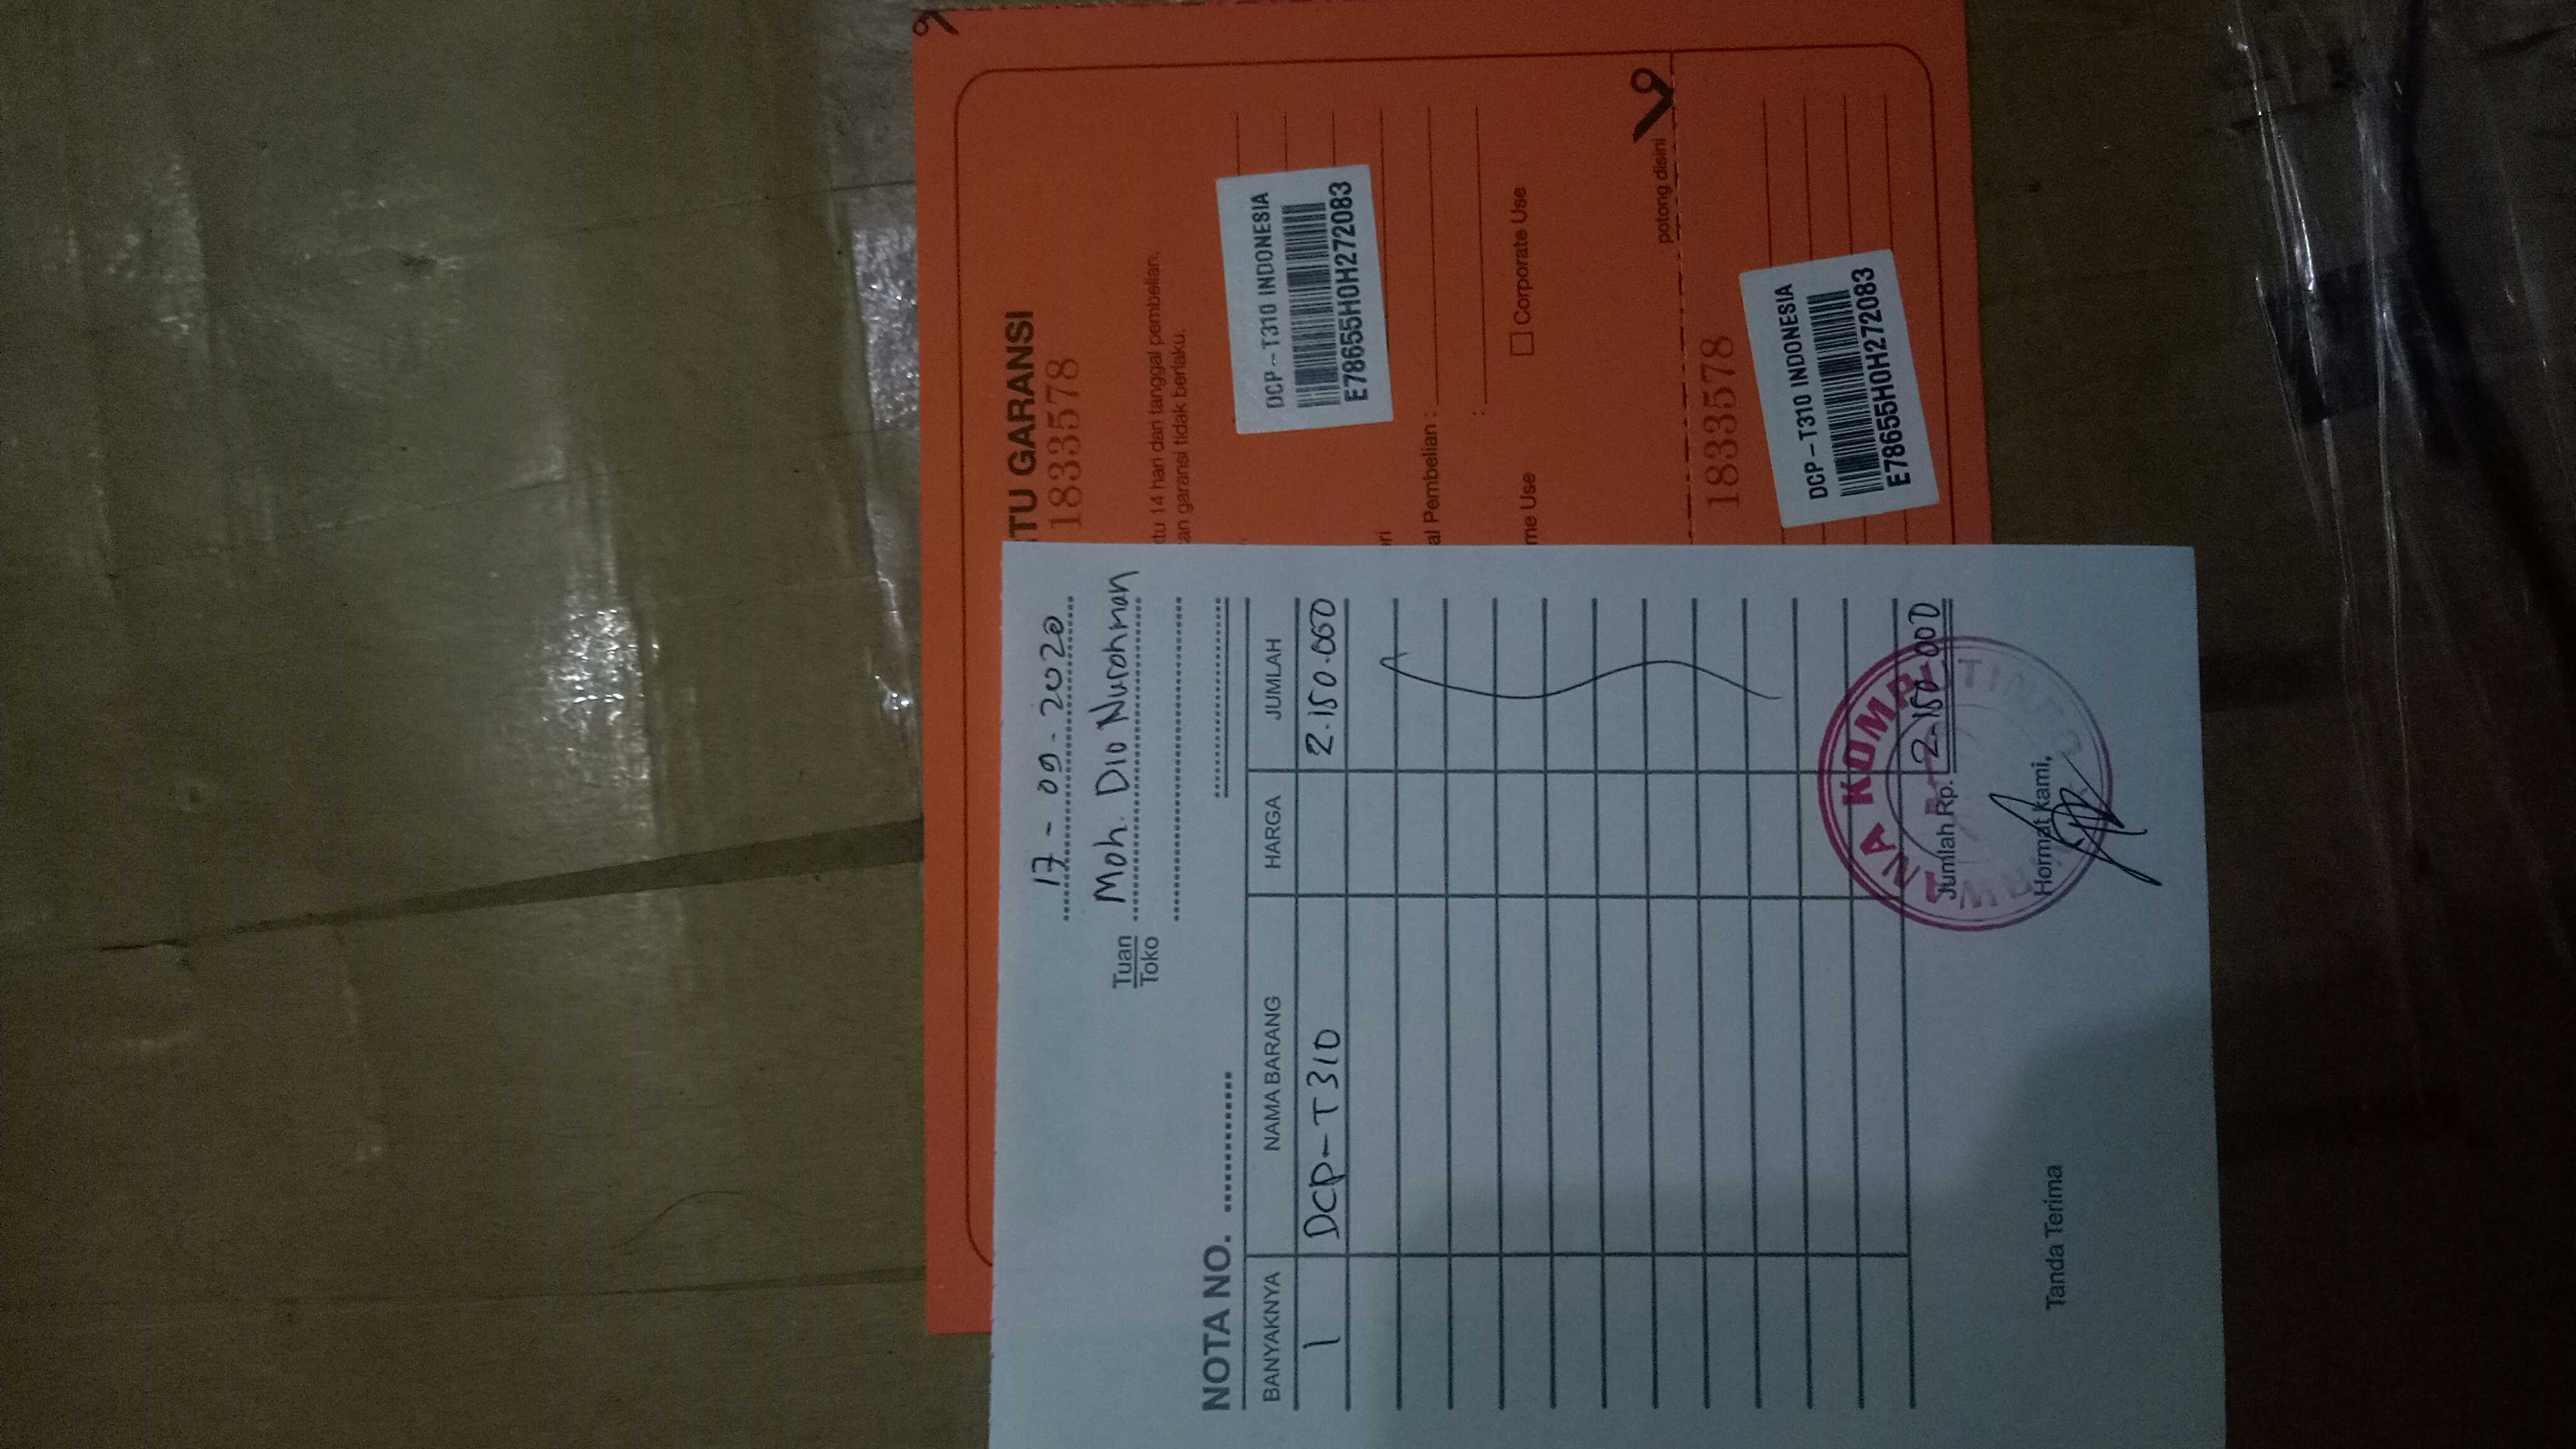 TU GARANSI
1833578
tu 14 hari dari tanggal pembelian,
an garansi tidak berlaku.
DCP-T310 INDONESIA
E78655H0H272083
al Pembelian :
:
me Use
Corporate Use
potong disini
1833578
DCP-T310 INDONESIA
E78655H0H272083
17-09-2020
Tuan
Toko
Moh. Dio Nurohman
NOTA NO.
BANYAKNYA NAMA BARANG HARGA JUMLAH
1 DCP-T310 2.150.000
Jumlah Rp. 2.150.000
Tanda Terima
Hormat kami,